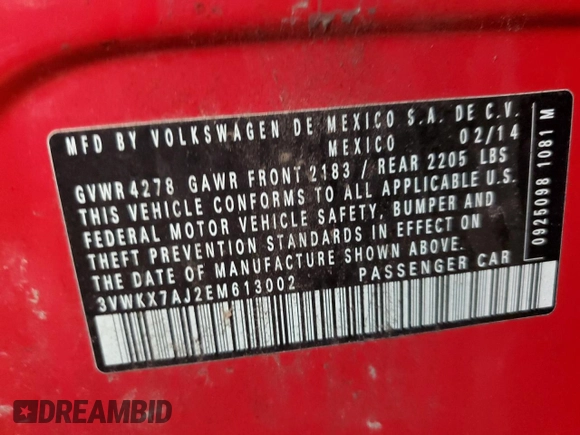 MFD BY VOLKSWAGEN DE MEXICO S.A. DE C.V.
MEXICO 02/14
GVWR 4278 GAWR FRONT 2183 / REAR 2205 LBS
THIS VEHICLE CONFORMS TO ALL APPLICABLE U.S.
FEDERAL MOTOR VEHICLE SAFETY, BUMPER AND
THEFT PREVENTION STANDARDS IN EFFECT ON
THE DATE OF MANUFACTURE SHOWN ABOVE.
3VWKX7AJ2EM613002 PASSENGER CAR
0925098 1081 M
DREAMBID